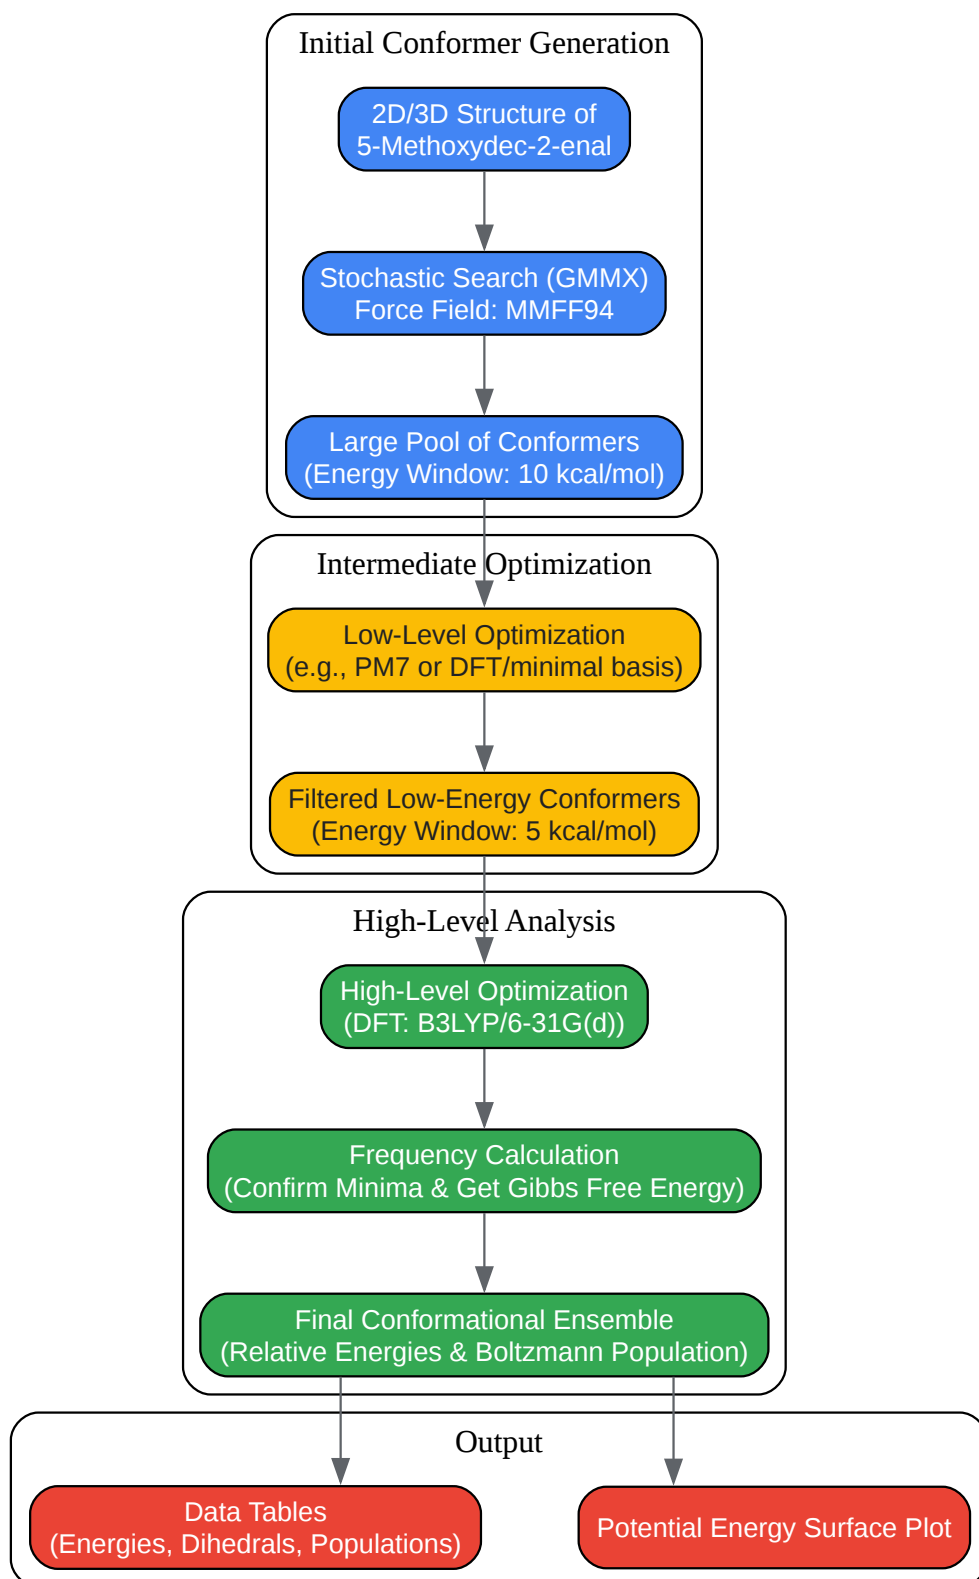 Initial Conformer Generation
2D/3D Structure of
5-Methoxydec-2-enal
Stochastic Search (GMMX)
Force Field: MMFF94
Large Pool of Conformers
(Energy Window: 10 kcal/mol)
Intermediate Optimization
Low-Level Optimization
(e.g., PM7 or DFT/minimal basis)
Filtered Low-Energy Conformers
(Energy Window: 5 kcal/mol)
High-Level Analysis
High-Level Optimization
(DFT: B3LYP/6-31G(d))
Frequency Calculation
(Confirm Minima & Get Gibbs Free Energy)
Final Conformational Ensemble
(Relative Energies & Boltzmann Population)
Output
Data Tables
(Energies, Dihedrals, Populations)
Potential Energy Surface Plot